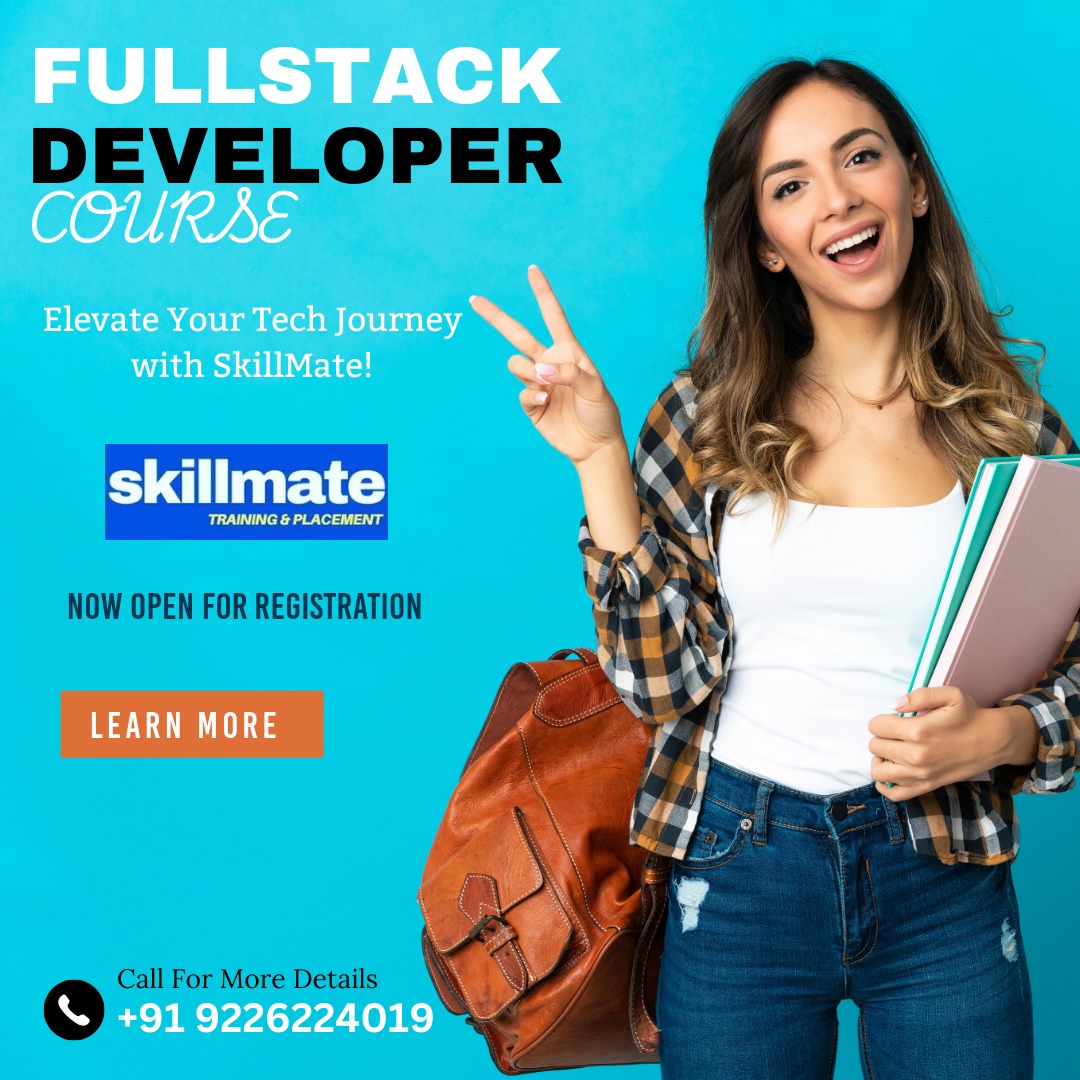 FULLSTACK
DEVELOPER
COURSE
Elevate Your Tech Journey
with SkillMate!
skillmate
TRAINING & PLACEMENT
NOW OPEN FOR REGISTRATION
LEARN MORE
Call For More Details
+91 9226224019